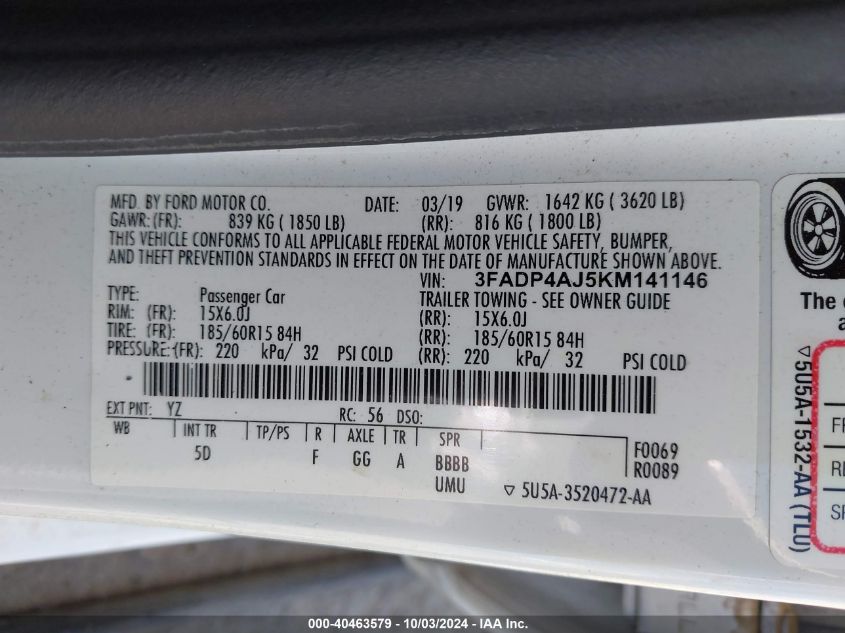 MFD. BY FORD MOTOR CO. DATE: 03/19 GVWR: 1642 KG ( 3620 LB)
GAWR:(FR): 839 KG ( 1850 LB) (RR): 816 KG ( 1800 LB)
THIS VEHICLE CONFORMS TO ALL APPLICABLE FEDERAL MOTOR VEHICLE SAFETY, BUMPER,
AND THEFT PREVENTION STANDARDS IN EFFECT ON THE DATE OF MANUFACTURE SHOWN ABOVE.
VIN: 3FADP4AJ5KM141146
TYPE: Passenger Car TRAILER TOWING - SEE OWNER GUIDE
RIM: (FR): 15X6.0J (RR): 15X6.0J
TIRE: (FR): 185/60R15 84H (RR): 185/60R15 84H
PRESSURE:(FR): 220 kPa/ 32 PSI COLD (RR): 220 kPa/ 32 PSI COLD
EXT PNT: YZ RC: 56 DSO:
WB INT TR TP/PS R AXLE TR SPR
5D F GG A BBBB F0069
UMU R0089
▽ 5U5A-3520472-AA
The
▽ 5U5A-1532-AA (TLU)
000-40463579 - 10/03/2024 - IAA Inc.